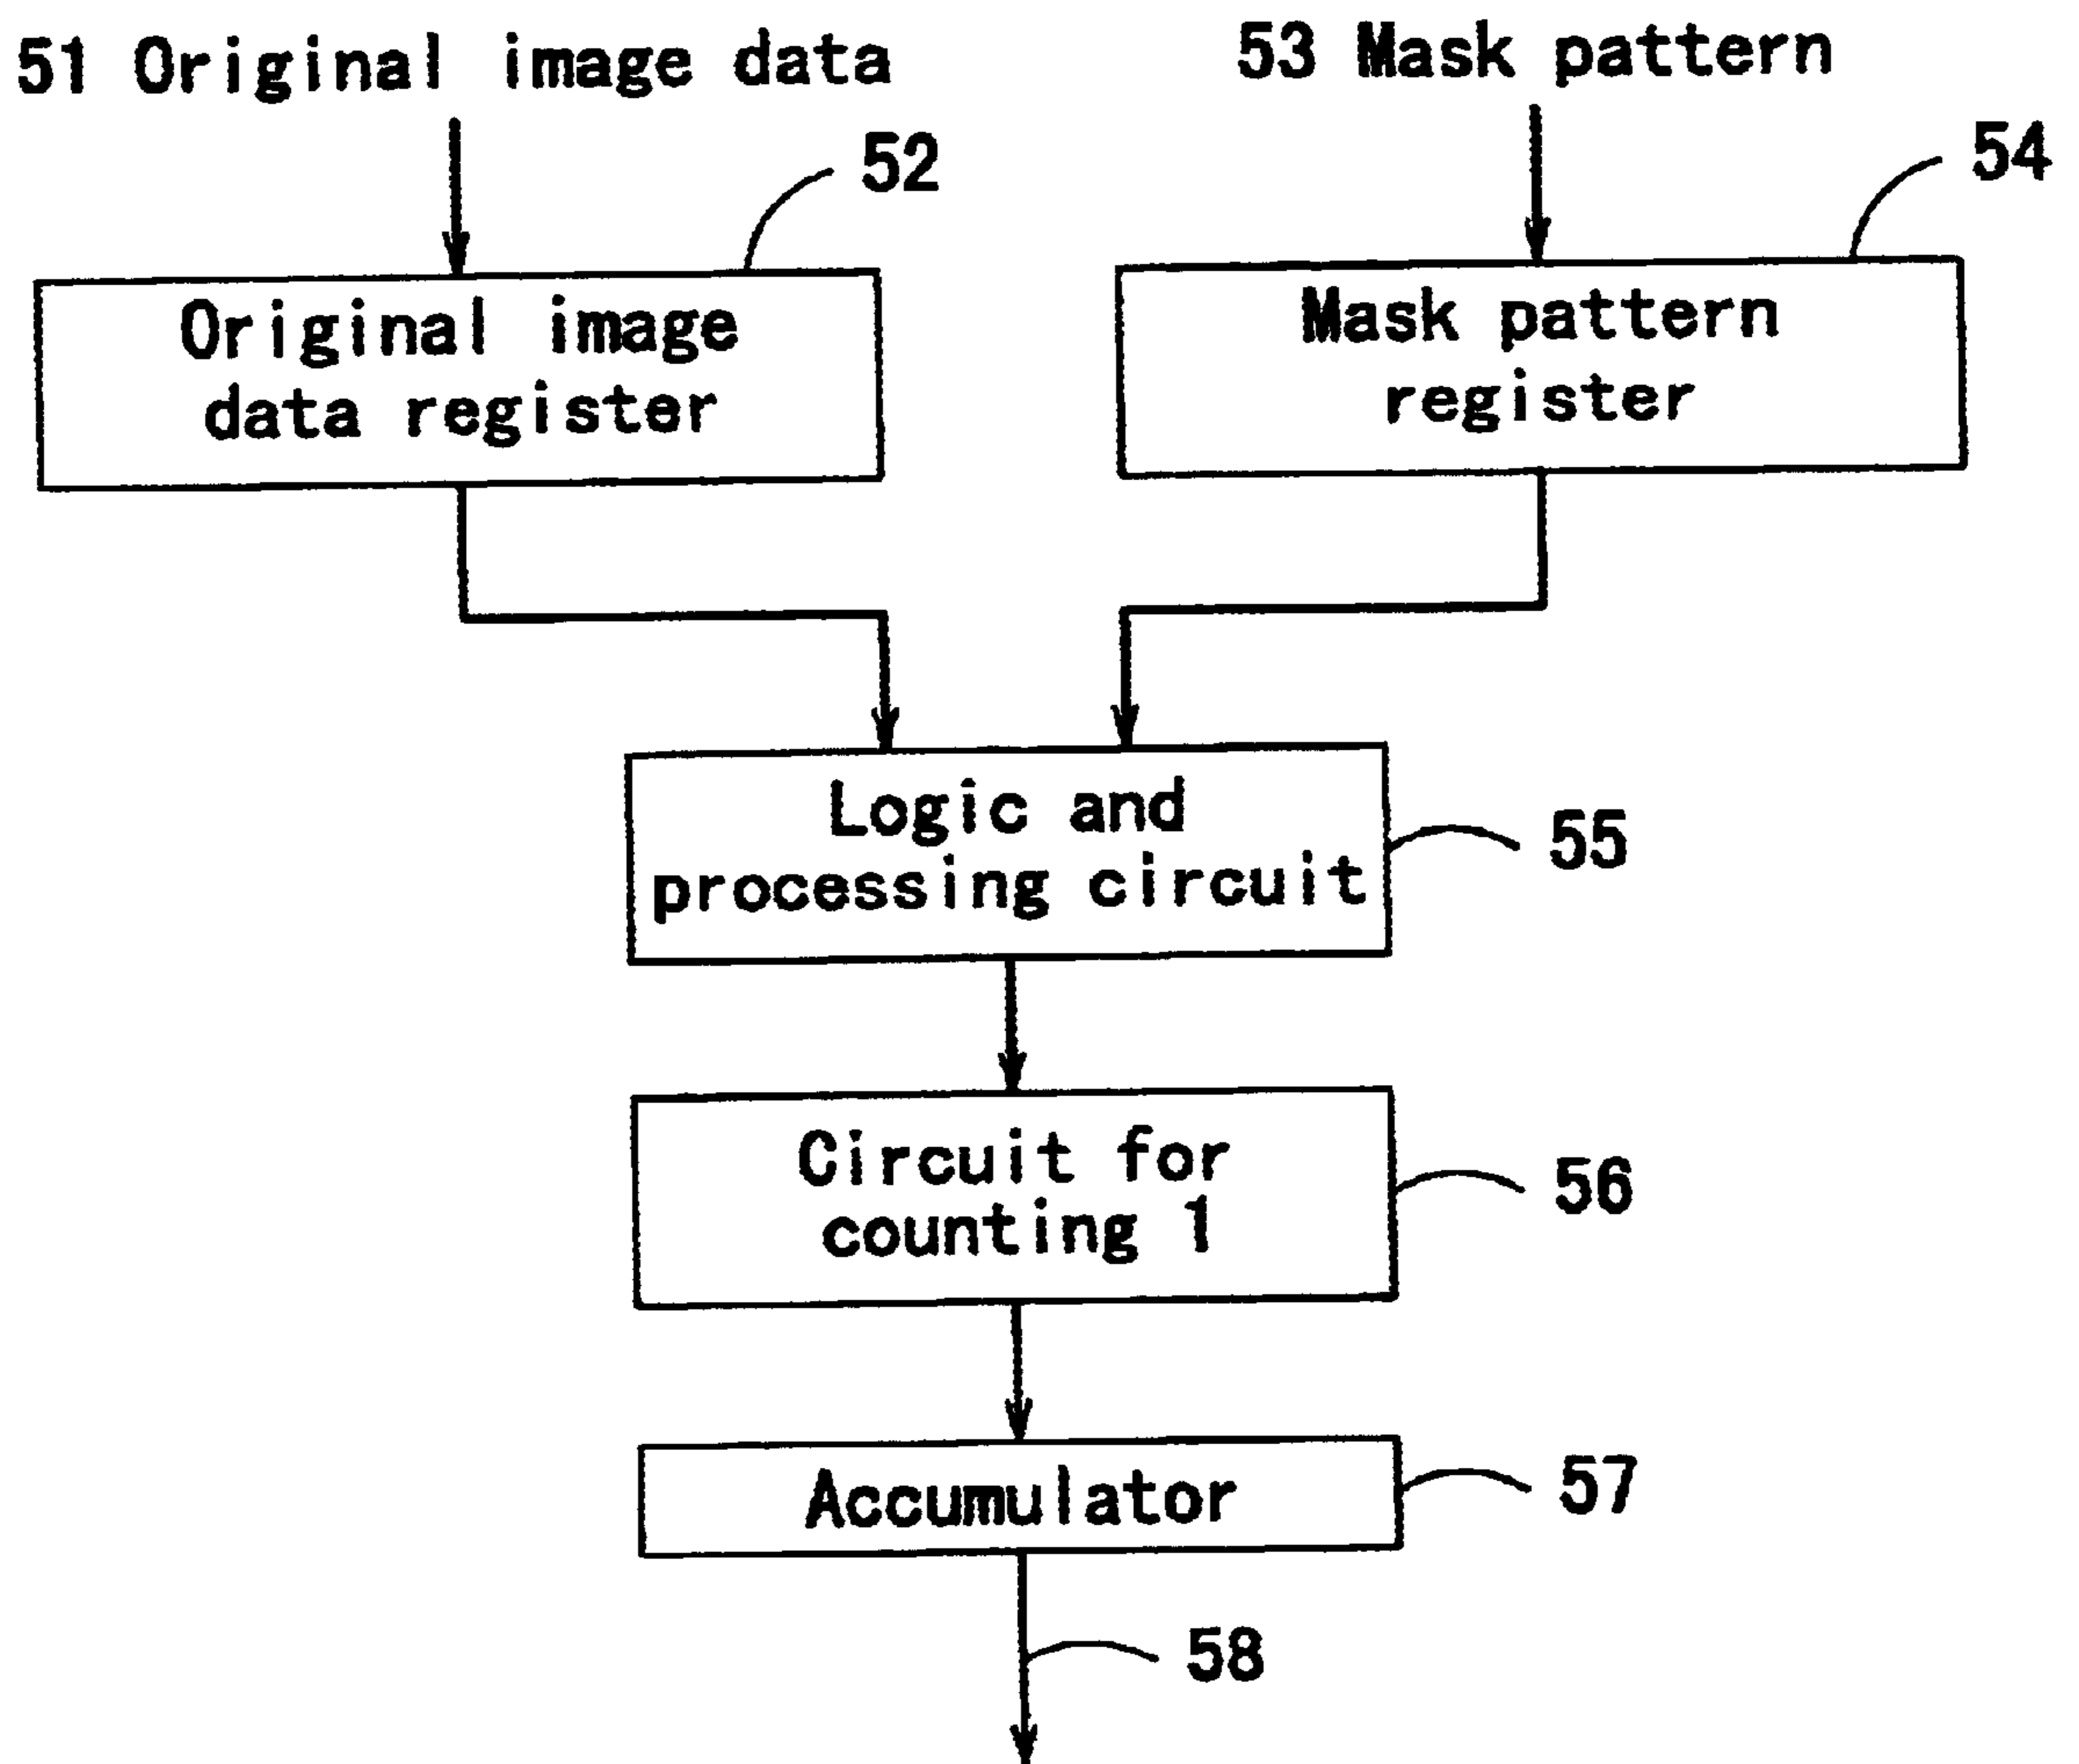 51 Original image data
53 Mask pattern
52
54
Original image
data register
Mask pattern
register
Logic and
processing circuit
55
Circuit for
counting 1
56
Accumulator
57
58